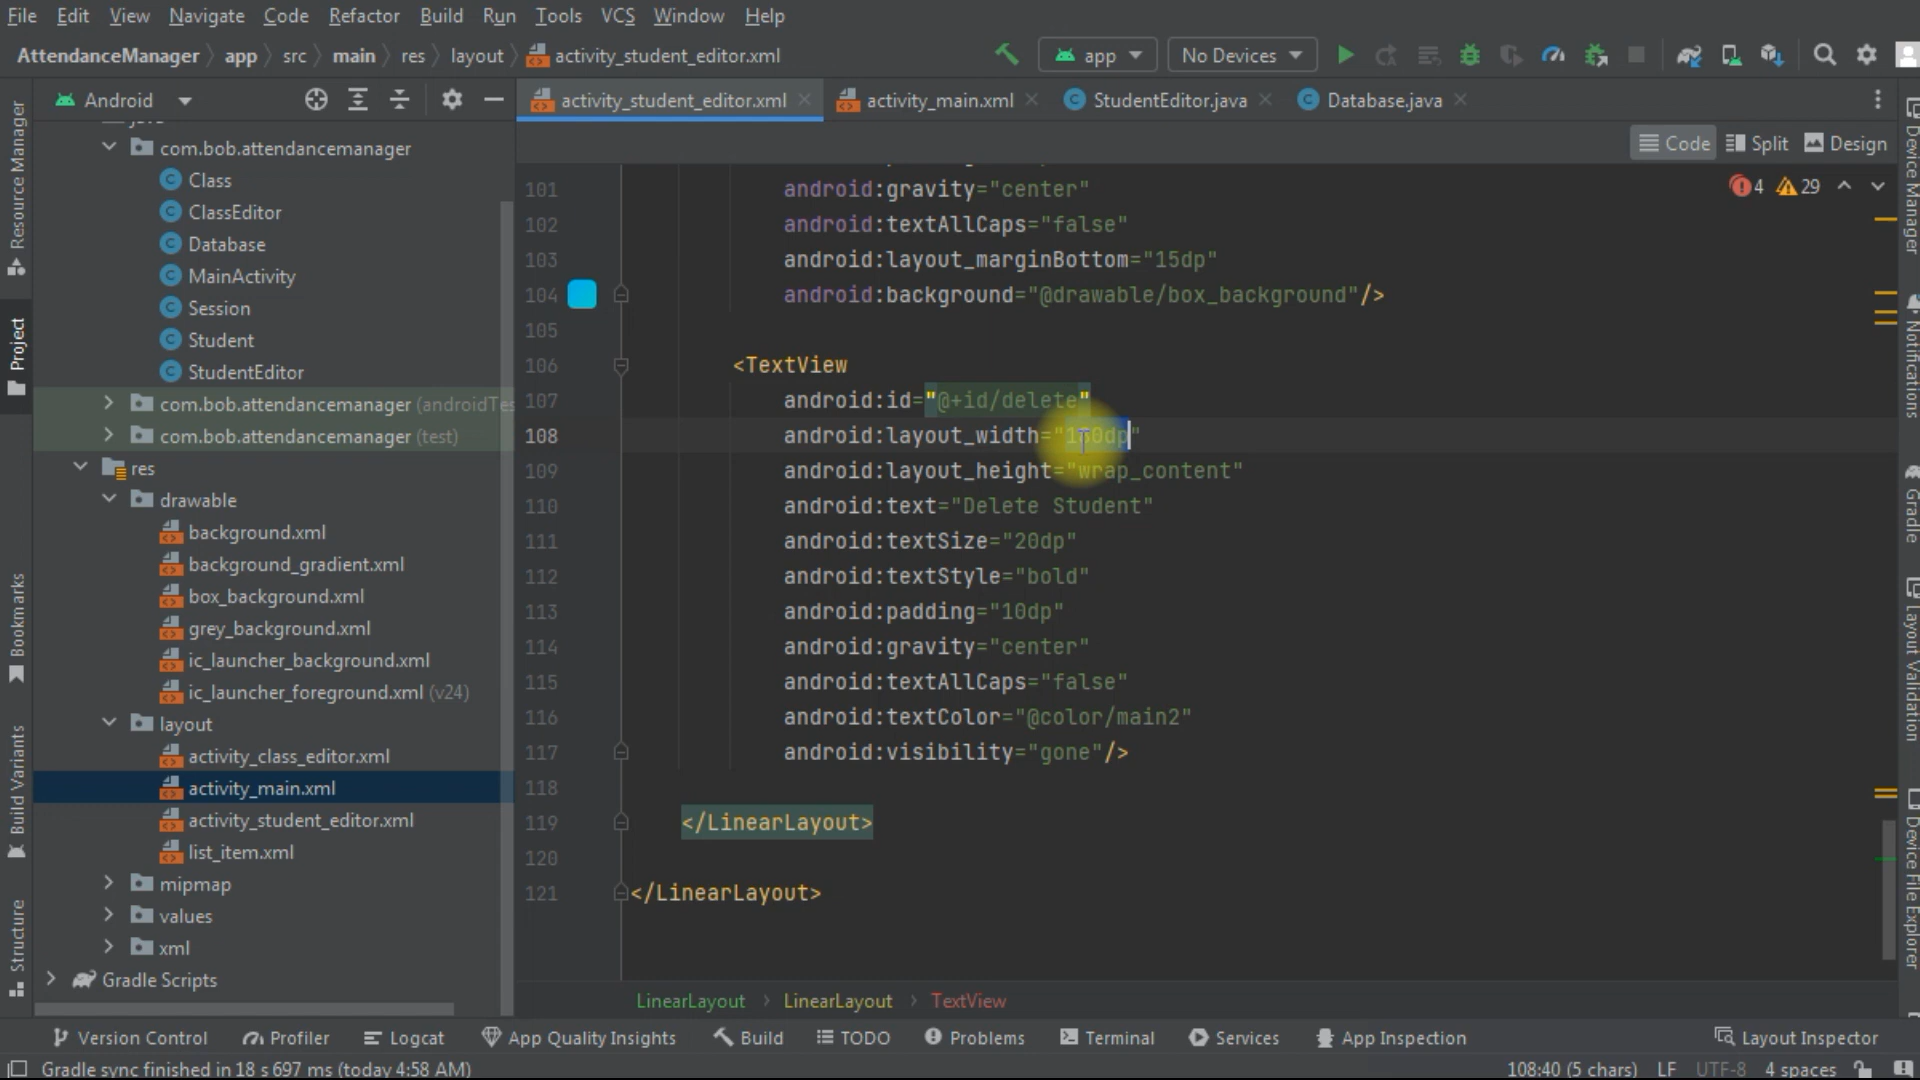 File Edit View Navigate Code Refactor Build Run Tools VCS Window Help
AttendanceManager app src main res layout activity_student_editor.xml app No Devices
Android activity_student_editor.xml activity_main.xml StudentEditor.java Database.java
Code Split Design
4 29
Resource Manager
Project
Bookmarks
Build Variants
Structure
com.bob.attendancemanager
Class
ClassEditor
Database
MainActivity
Session
Student
StudentEditor
com.bob.attendancemanager (androidTes
com.bob.attendancemanager (test)
res
drawable
background.xml
background_gradient.xml
box_background.xml
grey_background.xml
ic_launcher_background.xml
ic_launcher_foreground.xml (v24)
layout
activity_class_editor.xml
activity_main.xml
activity_student_editor.xml
list_item.xml
mipmap
values
xml
Gradle Scripts
101 android:gravity="center"
102 android:textAllCaps="false"
103 android:layout_marginBottom="15dp"
104 android:background="@drawable/box_background"/>
105
106 <TextView
107 android:id="@+id/delete"
108 android:layout_width="
109 android:layout_height="wrap_content"
110 android:text="Delete Student"
111 android:textSize="20dp"
112 android:textStyle="bold"
113 android:padding="10dp"
114 android:gravity="center"
115 android:textAllCaps="false"
116 android:textColor="@color/main2"
117 android:visibility="gone"/>
118
119 </LinearLayout>
120
121 </LinearLayout>
Device Manager
Notifications
Gradle
Layout Validation
Device File Explorer
LinearLayout LinearLayout TextView
Version Control Profiler Logcat App Quality Insights Build TODO Problems Terminal Services App Inspection Layout Inspector
Gradle sync finished in 18 s 697 ms (today 4:58 AM) 108:40 (5 chars) LF UTF-8 4 spaces